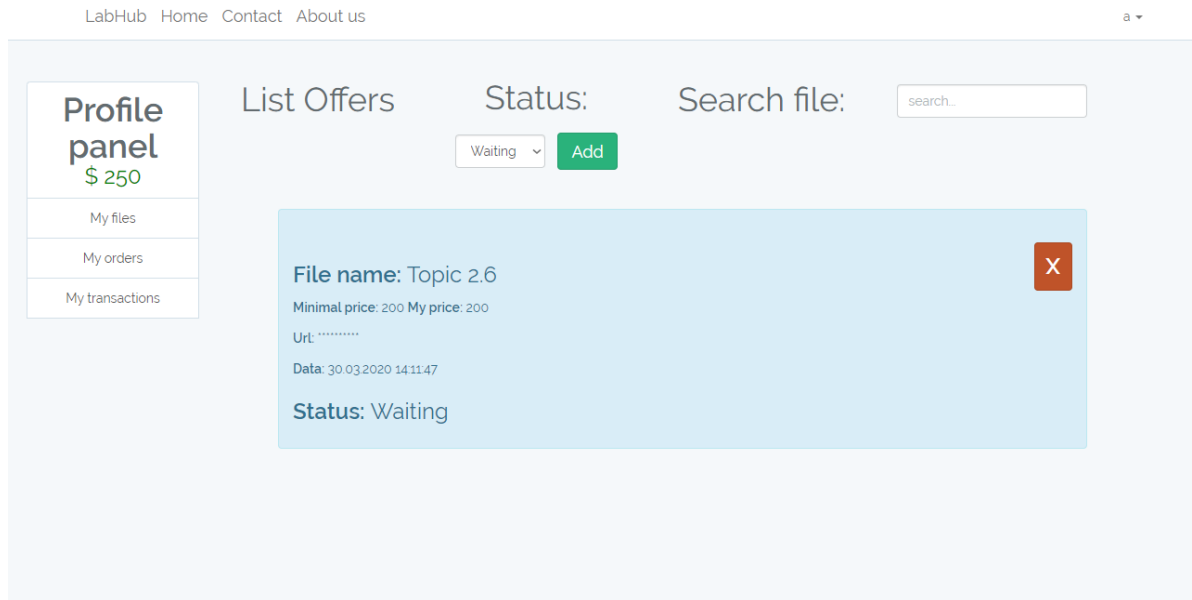 LabHub Home Contact About us a
Profile
panel
$ 250
My files
My orders
My transactions
List Offers Status: Search file: search...
Waiting Add
X
File name: Topic 2.6
Minimal price: 200 My price: 200
Url: **********
Data: 30.03.2020 14:11:47
Status: Waiting